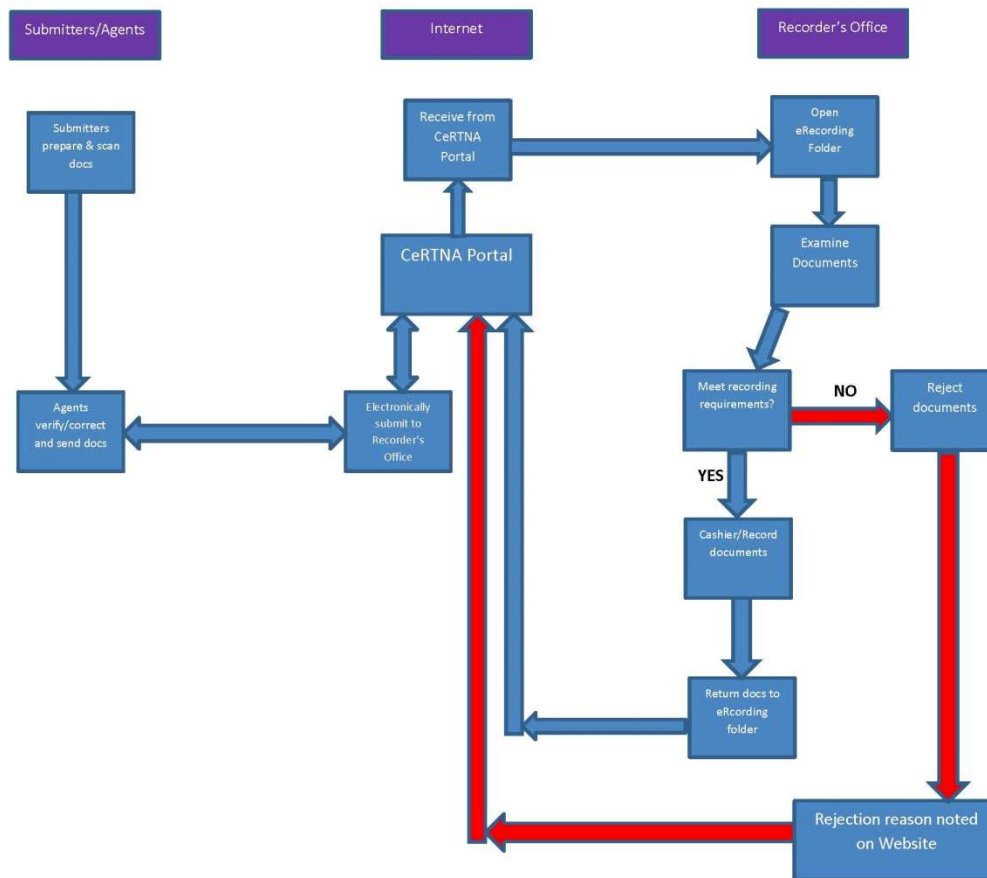 Submitters/Agents
Internet
Recorder's Office
Submitters
prepare & scan
docs
Receive from
CeRTNA
Portal
Open
eRecording
Folder
CeRTNA Portal
Examine
Documents
Agents
verify/correct
and send docs
Electronically
submit to
Recorder's
Office
Meet recording
requirements?
NO
Reject
documents
YES
Cashier/Record
documents
Return docs to
eRcording
folder
Rejection reason noted
on Website